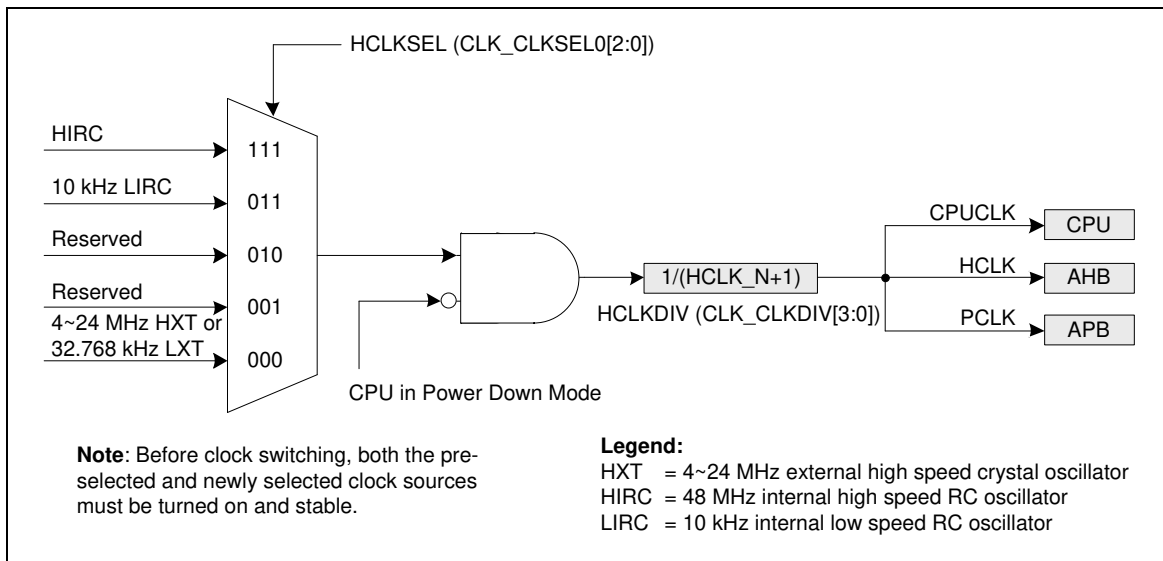 HCLKSEL (CLK_CLKSEL0[2:0])
HIRC
111
10 kHz LIRC
011
Reserved
010
Reserved
001
4~24 MHz HXT or
32.768 kHz LXT
000
CPU in Power Down Mode
1/(HCLK_N+1)
HCLKDIV (CLK_CLKDIV[3:0])
CPUCLK
CPU
HCLK
AHB
PCLK
APB
Note: Before clock switching, both the pre-
selected and newly selected clock sources
must be turned on and stable.
Legend:
HXT = 4~24 MHz external high speed crystal oscillator
HIRC = 48 MHz internal high speed RC oscillator
LIRC = 10 kHz internal low speed RC oscillator